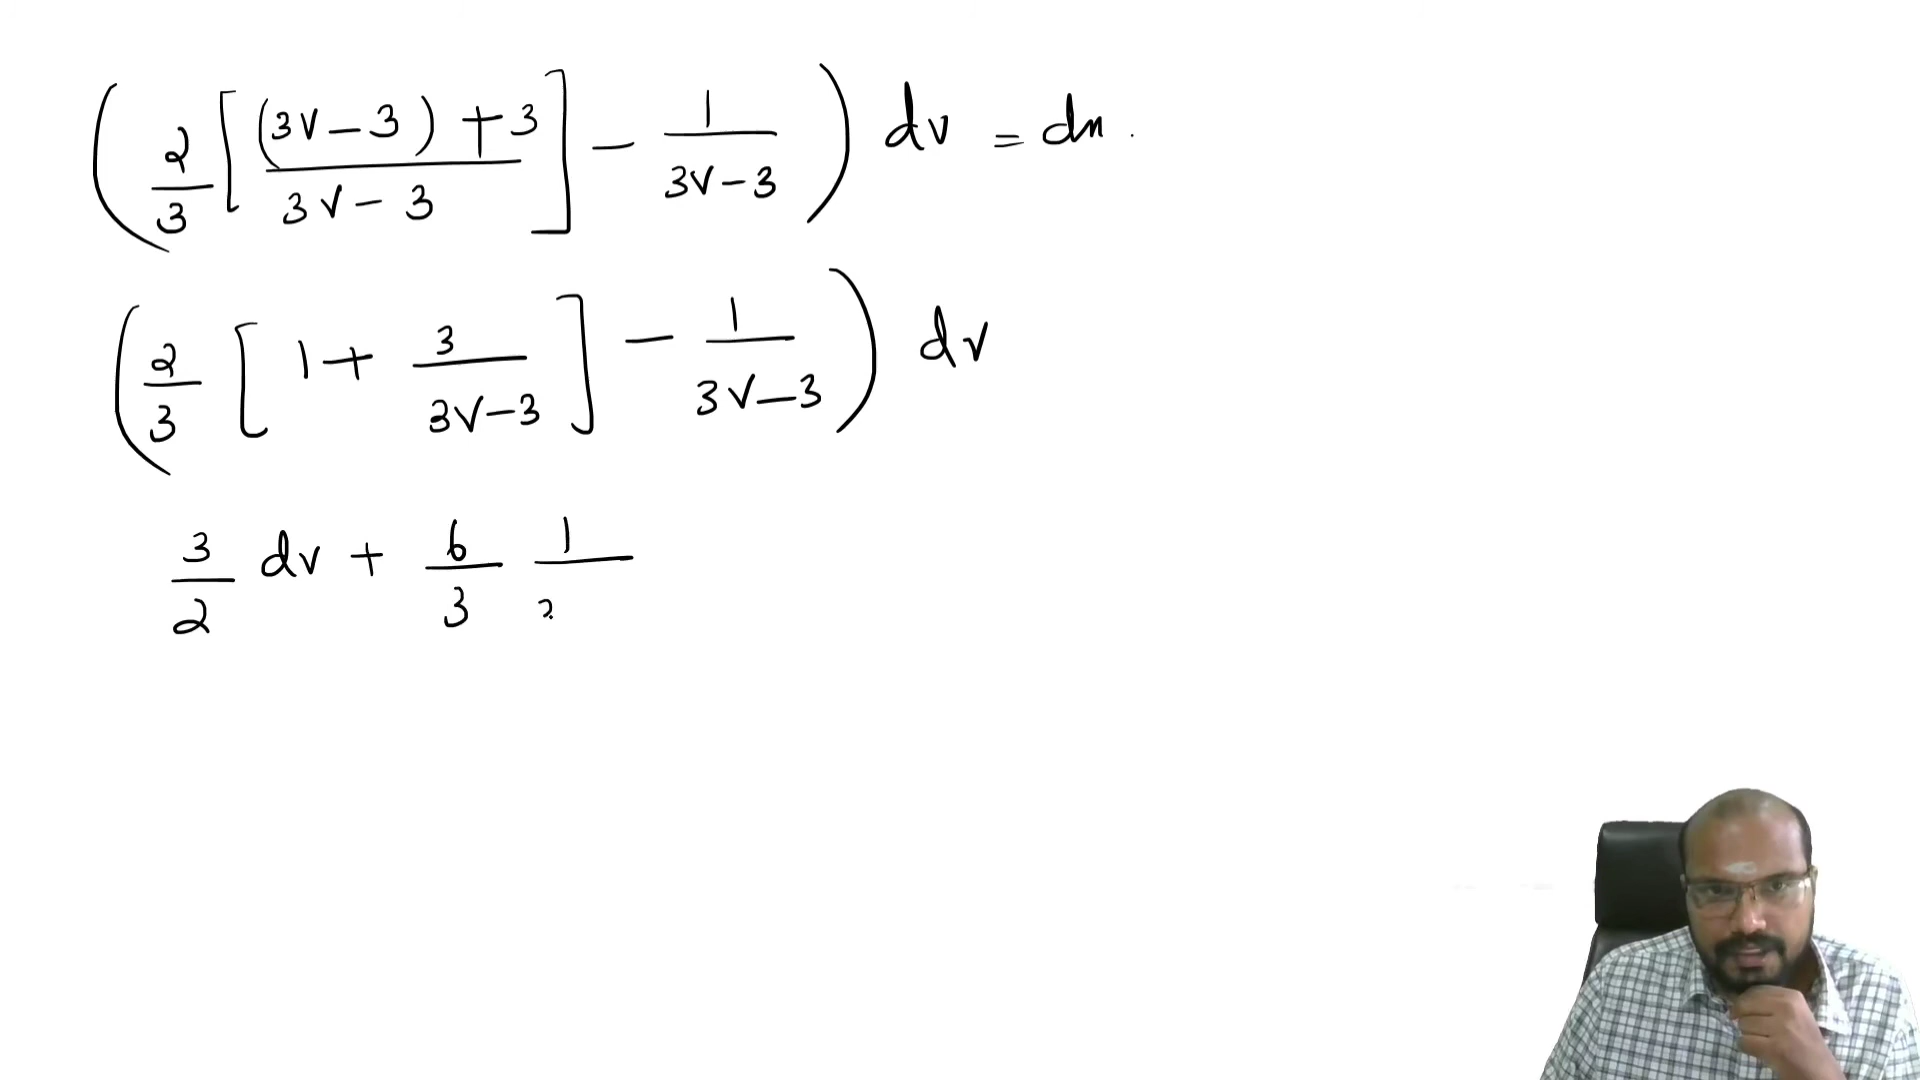 ( 2/3 [ ((3v-3)+3)/(3v-3) ] - 1/(3v-3) ) dv = dx.
( 2/3 [ 1 + 3/(3v-3) ] - 1/(3v-3) ) dv
3/2 dv + 6/3 1/